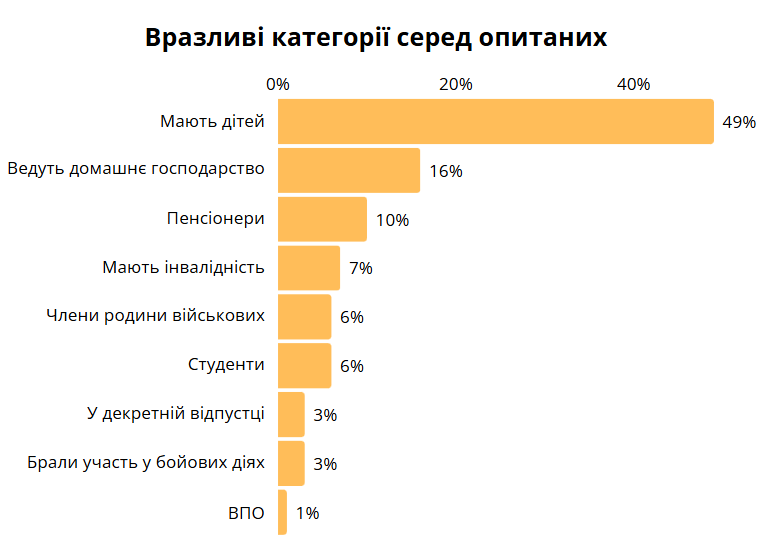 Вразливі категорії серед опитаних
0% 20% 40%
Мають дітей 49%
Ведуть домашнє господарство 16%
Пенсіонери 10%
Мають інвалідність 7%
Члени родини військових 6%
Студенти 6%
У декретній відпустці 3%
Брали участь у бойових діях 3%
ВПО 1%